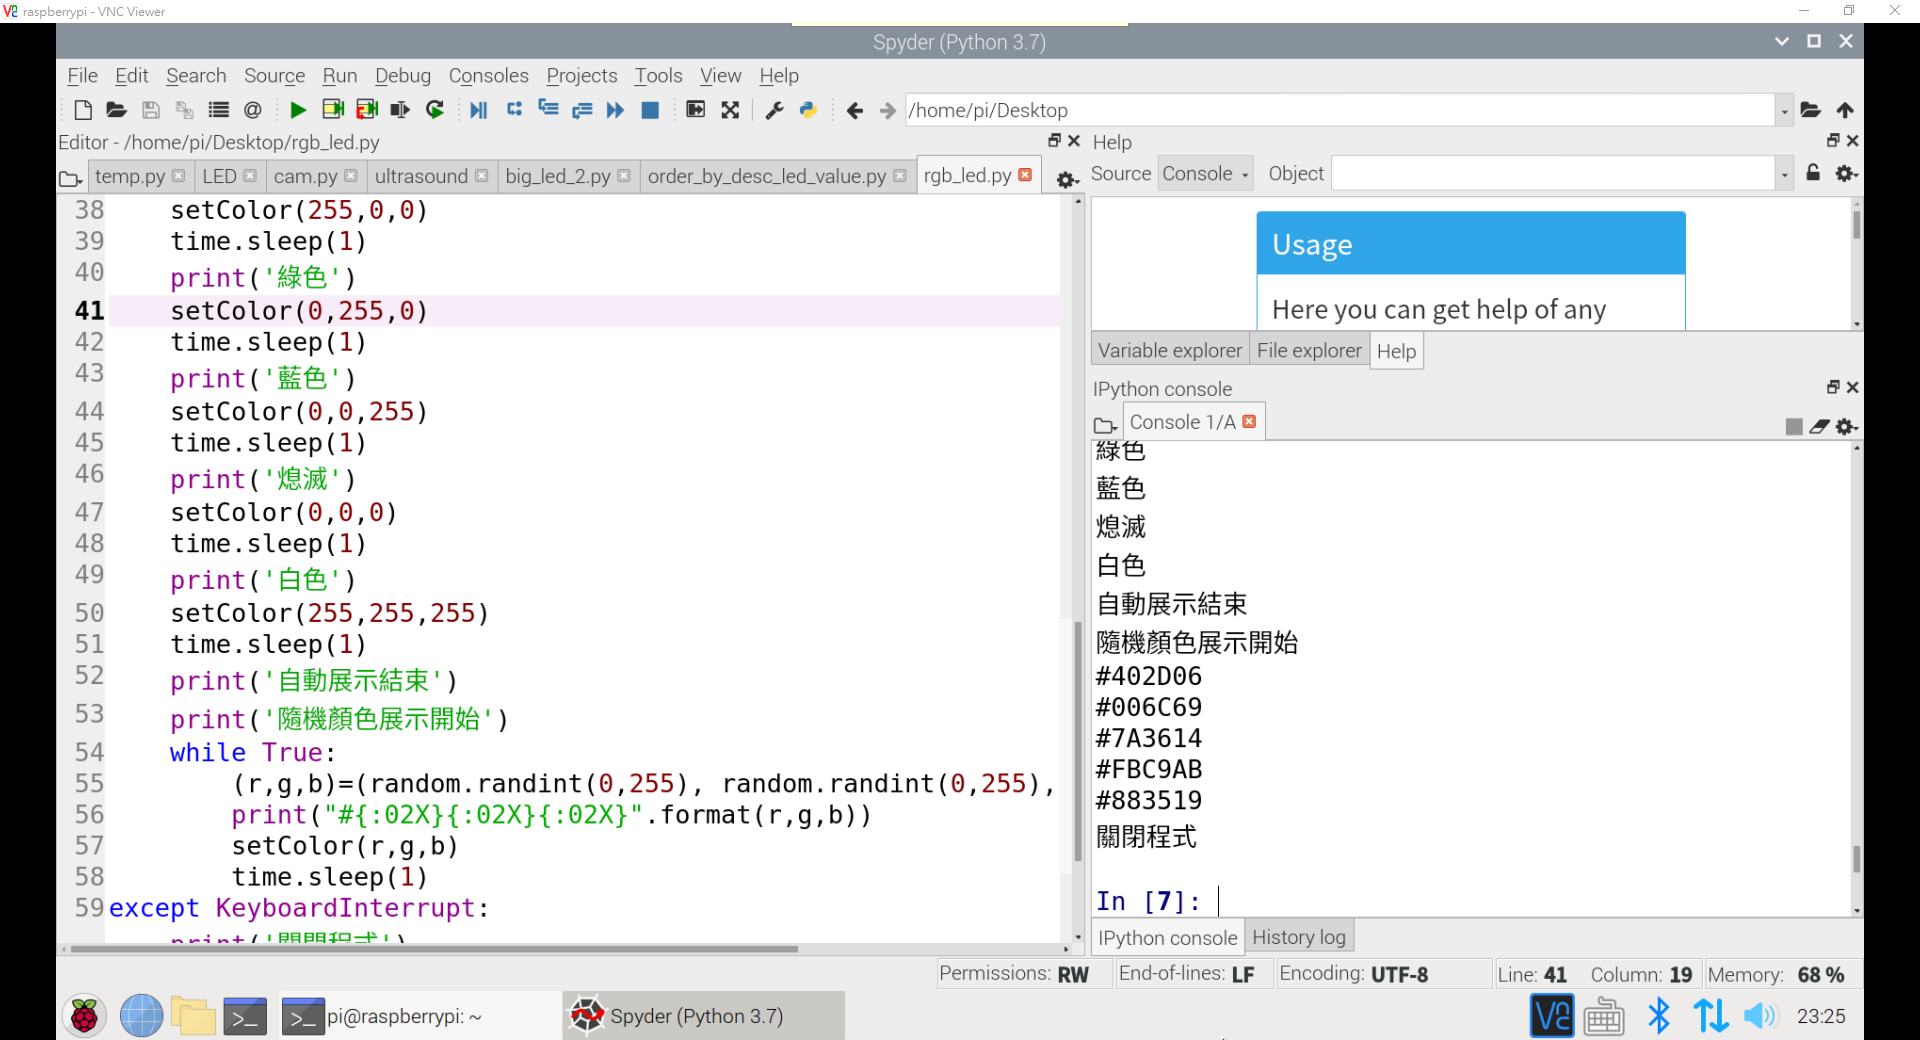 raspberrypi - VNC Viewer
Spyder (Python 3.7)
File Edit Search Source Run Debug Consoles Projects Tools View Help
/home/pi/Desktop
Editor - /home/pi/Desktop/rgb_led.py
temp.py LED cam.py ultrasound big_led_2.py order_by_desc_led_value.py rgb_led.py
38 setColor(255,0,0)
39 time.sleep(1)
40 print('綠色')
41 setColor(0,255,0)
42 time.sleep(1)
43 print('藍色')
44 setColor(0,0,255)
45 time.sleep(1)
46 print('熄滅')
47 setColor(0,0,0)
48 time.sleep(1)
49 print('白色')
50 setColor(255,255,255)
51 time.sleep(1)
52 print('自動展示結束')
53 print('隨機顏色展示開始')
54 while True:
55 (r,g,b)=(random.randint(0,255), random.randint(0,255),
56 print("#{:02X}{:02X}{:02X}".format(r,g,b))
57 setColor(r,g,b)
58 time.sleep(1)
59 except KeyboardInterrupt:
print('關閉程式')
Help
Source Console Object
Usage
Here you can get help of any
Variable explorer File explorer Help
IPython console
Console 1/A
綠色
藍色
熄滅
白色
自動展示結束
隨機顏色展示開始
#402D06
#006C69
#7A3614
#FBC9AB
#883519
關閉程式
In [7]:
IPython console History log
Permissions: RW End-of-lines: LF Encoding: UTF-8 Line: 41 Column: 19 Memory: 68 %
pi@raspberrypi: ~ Spyder (Python 3.7) 23:25